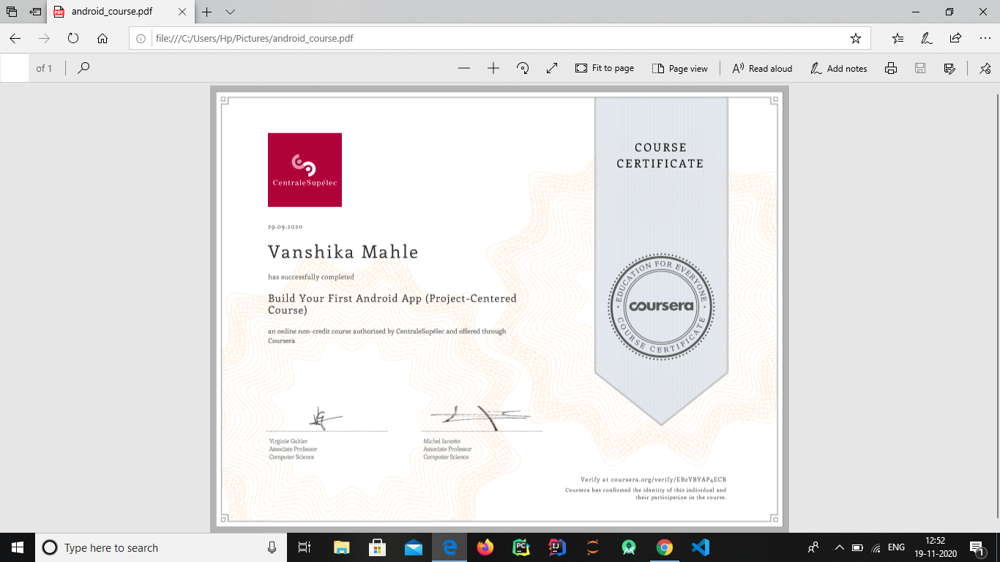 android_course.pdf
file:///C:/Users/Hp/Pictures/android_course.pdf
of 1
Fit to page
Page view
Read aloud
Add notes
CentraleSupélec
29.09.2020
Vanshika Mahle
has successfully completed
Build Your First Android App (Project-Centered
Course)
an online non-credit course authorized by CentraleSupélec and offered through
Coursera
Virginie Galtier
Associate Professor
Computer Science
Michel Ianotto
Associate Professor
Computer Science
COURSE
CERTIFICATE
EDUCATION FOR EVERYONE
coursera
COURSE CERTIFICATE
Verify at coursera.org/verify/EB2YBYAP4ECB
Coursera has confirmed the identity of this individual and
their participation in the course.
Type here to search
PC
IJ
ENG
12:52
19-11-2020
1